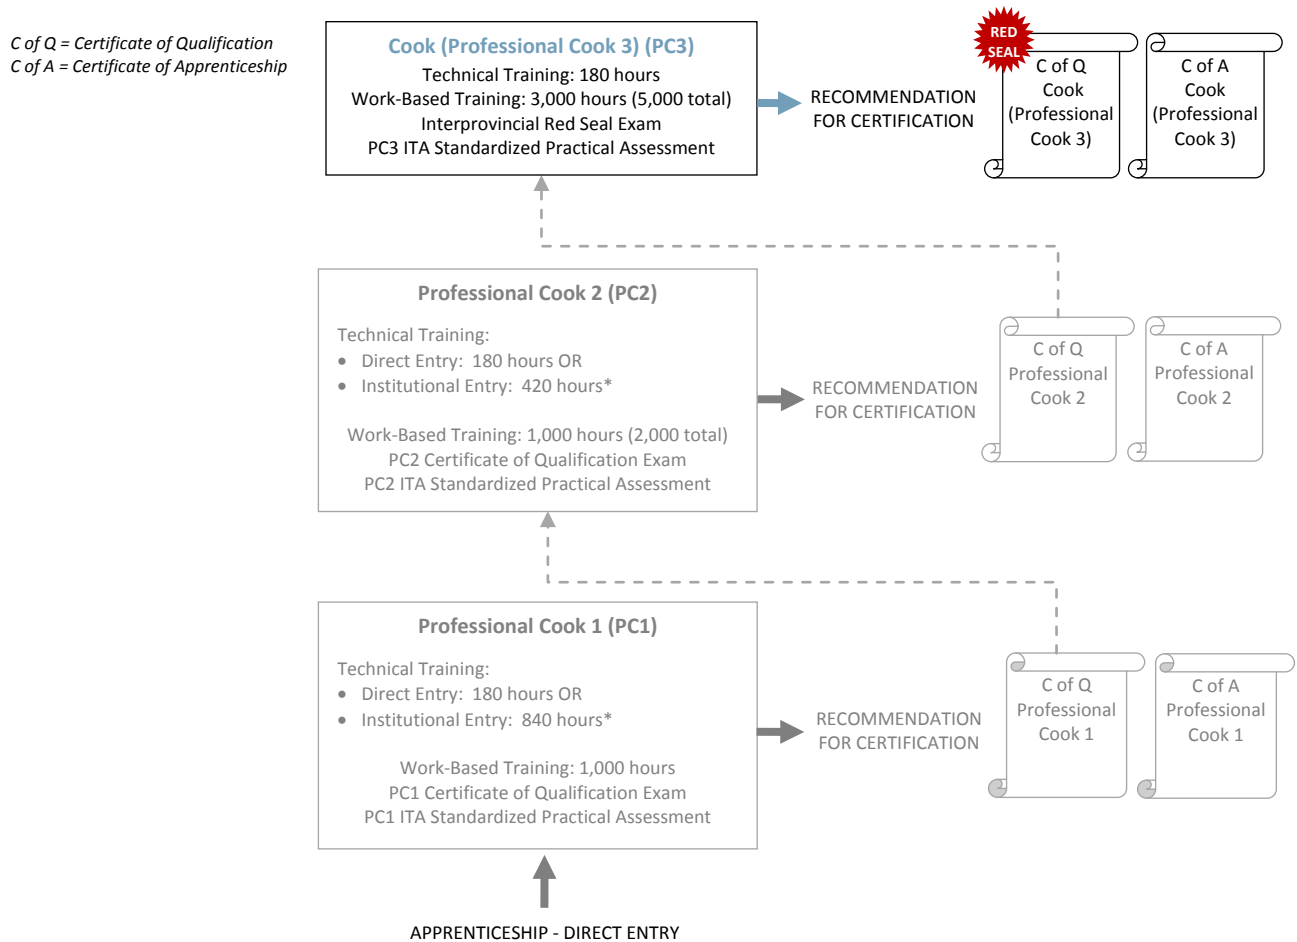 C of Q = Certificate of Qualification
C of A = Certificate of Apprenticeship
Cook (Professional Cook 3) (PC3)
Technical Training: 180 hours
Work-Based Training: 3,000 hours (5,000 total)
Interprovincial Red Seal Exam
PC3 ITA Standardized Practical Assessment
RECOMMENDATION
FOR CERTIFICATION
RED
SEAL
C of Q
Cook
(Professional
Cook 3)
C of A
Cook
(Professional
Cook 3)
Professional Cook 2 (PC2)
Technical Training:
• Direct Entry: 180 hours OR
• Institutional Entry: 420 hours*
Work-Based Training: 1,000 hours (2,000 total)
PC2 Certificate of Qualification Exam
PC2 ITA Standardized Practical Assessment
RECOMMENDATION
FOR CERTIFICATION
C of Q
Professional
Cook 2
C of A
Professional
Cook 2
Professional Cook 1 (PC1)
Technical Training:
• Direct Entry: 180 hours OR
• Institutional Entry: 840 hours*
Work-Based Training: 1,000 hours
PC1 Certificate of Qualification Exam
PC1 ITA Standardized Practical Assessment
RECOMMENDATION
FOR CERTIFICATION
C of Q
Professional
Cook 1
C of A
Professional
Cook 1
APPRENTICESHIP - DIRECT ENTRY